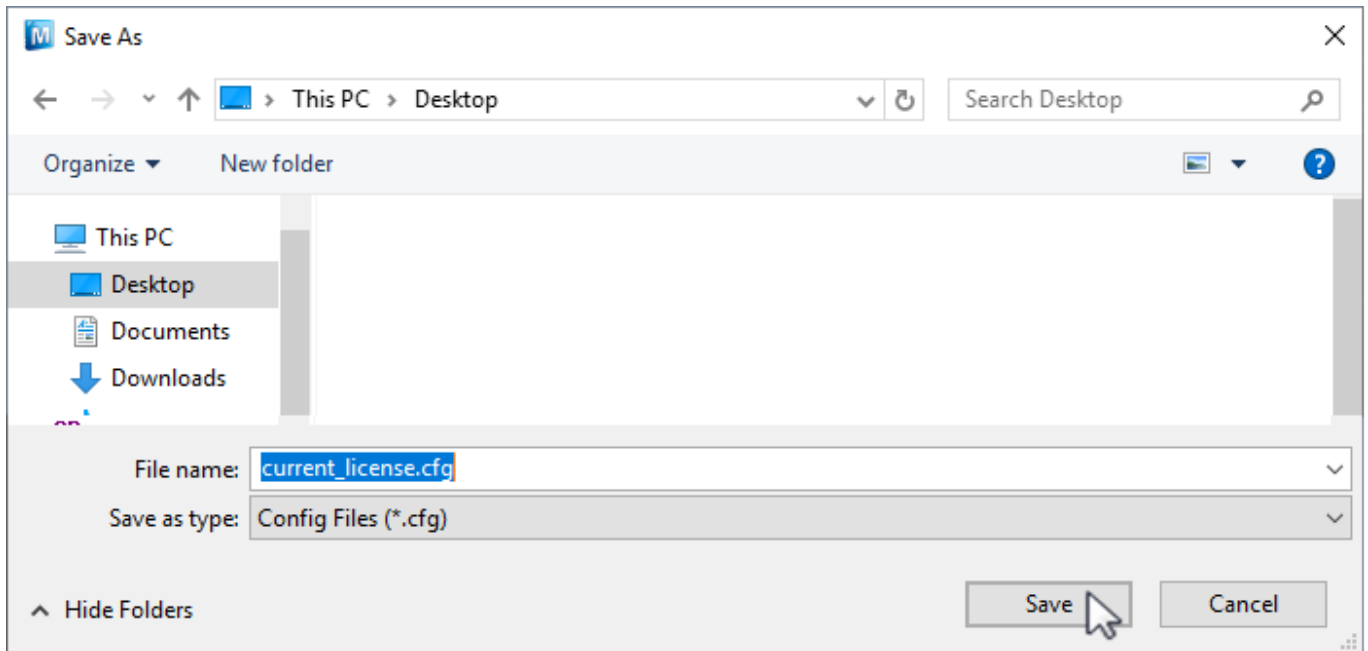 Save As
This PC > Desktop
Search Desktop
Organize
New folder
?
This PC
Desktop
Documents
Downloads
File name: current_license.cfg
Save as type: Config Files (*.cfg)
Hide Folders
Save
Cancel